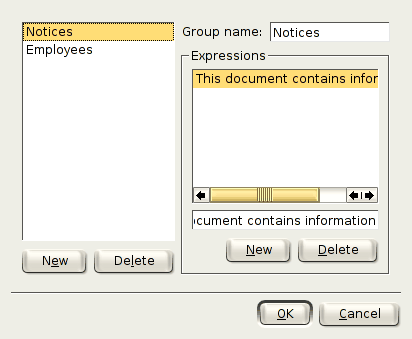 Notices
Employees
New
Delete
Group name: Notices
Expressions
This document contains infor
cument contains information
New
Delete
OK
Cancel